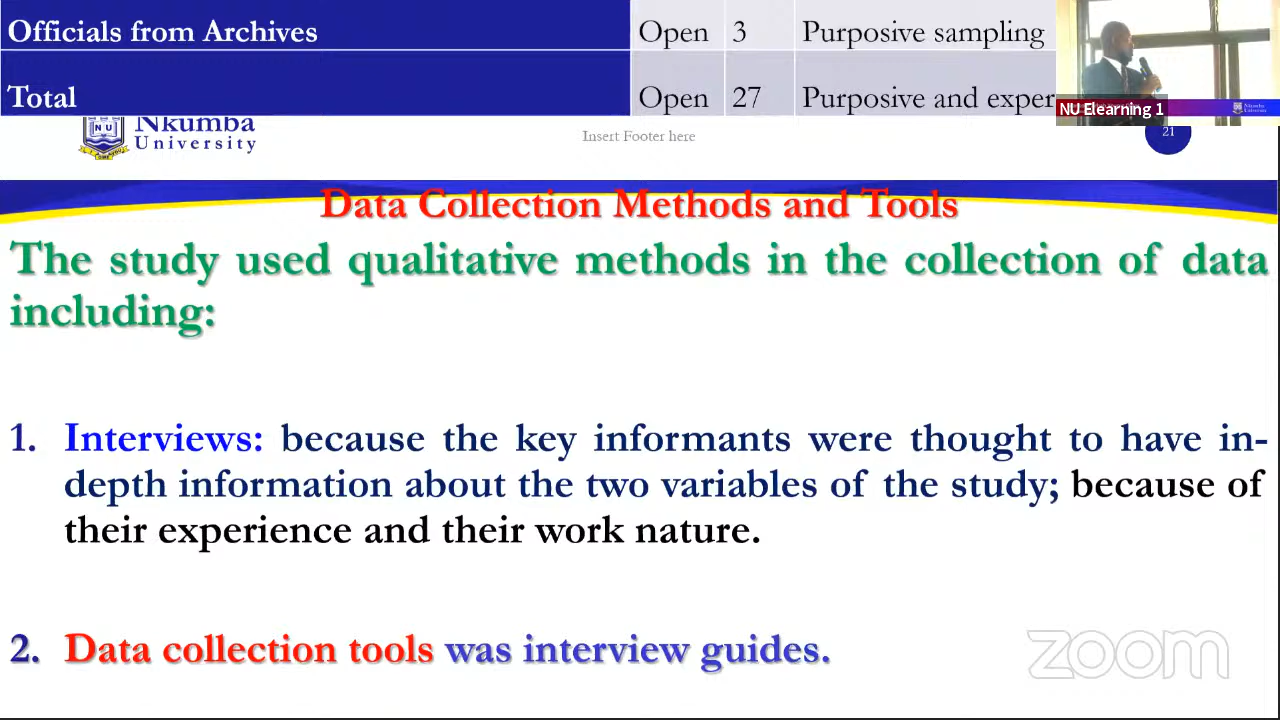 Officials from Archives Open 3 Purposive sampling
Total Open 27 Purposive and exper
NU Elearning 1
NU
Nkumba
University
Insert Footer here
21
Data Collection Methods and Tools
The study used qualitative methods in the collection of data
including:
1. Interviews: because the key informants were thought to have in-
depth information about the two variables of the study; because of
their experience and their work nature.
2. Data collection tools was interview guides.
zoom